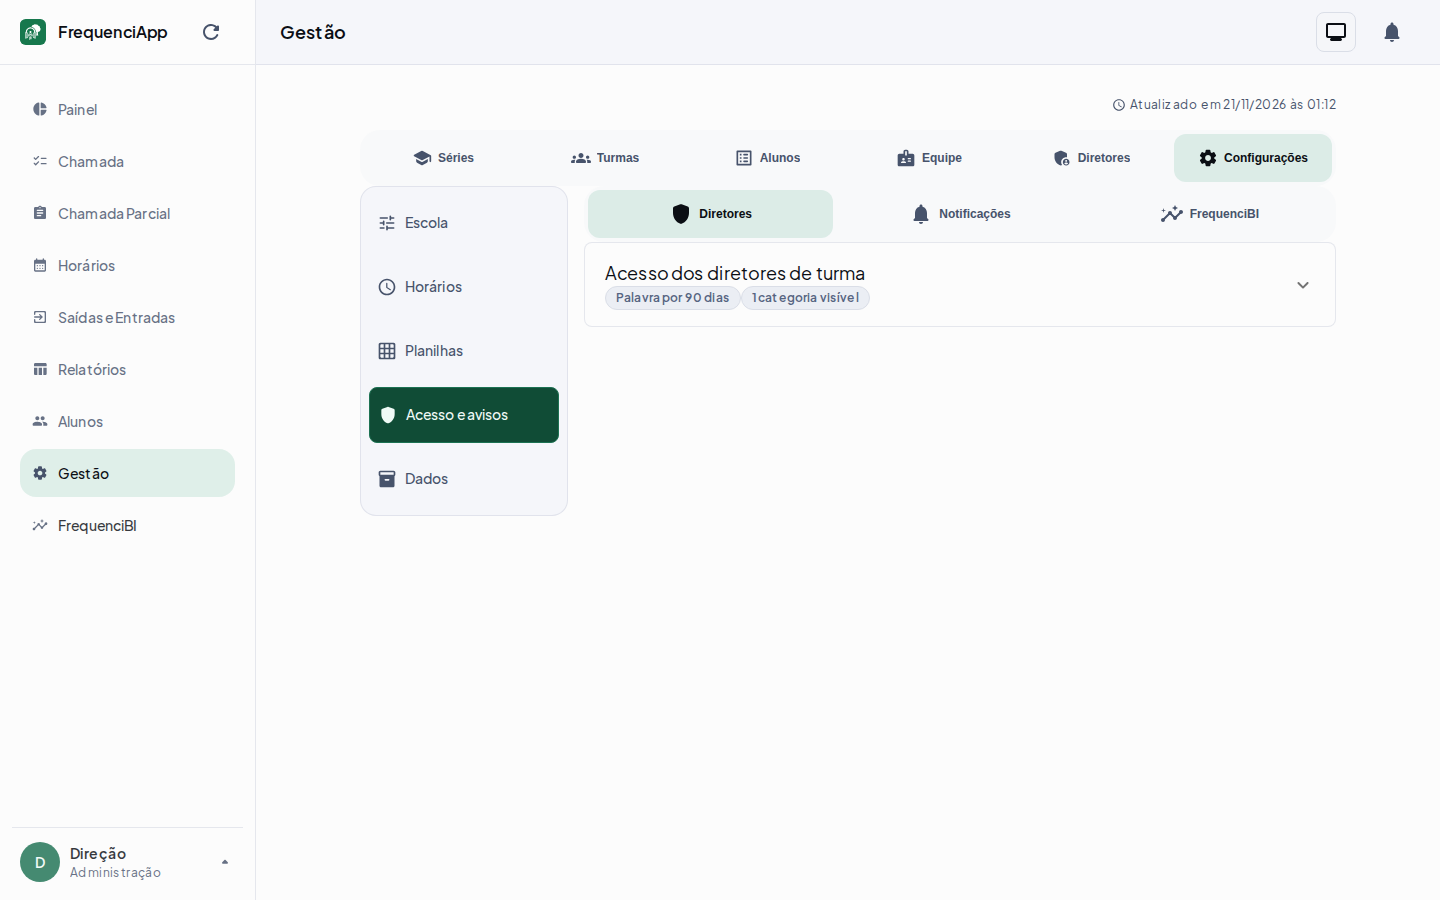 FrequenciApp
Gestão
Painel
Chamada
Chamada Parcial
Horários
Saídas e Entradas
Relatórios
Alunos
Gestão
FrequenciBI
Direção
Administração
D
Atualizado em 21/11/2026 às 01:12
Séries Turmas Alunos Equipe Diretores Configurações
Escola
Horários
Planilhas
Acesso e avisos
Dados
Diretores Notificações FrequenciBI
Acesso dos diretores de turma
Palavra por 90 dias 1 categoria visível